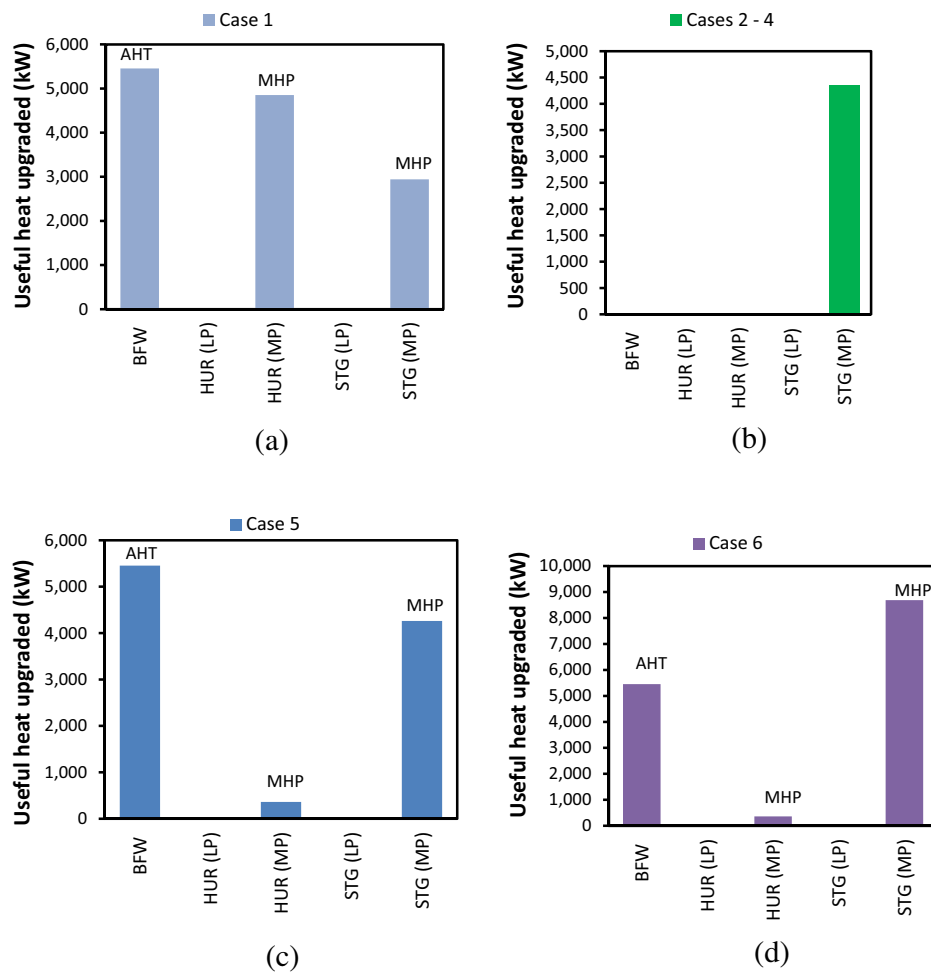 Case 1
Useful heat upgraded (kW)
6,000
5,000
4,000
3,000
2,000
1,000
0
AHT
MHP
MHP
BFW
HUR (LP)
HUR (MP)
STG (LP)
STG (MP)
(a)
Cases 2 - 4
Useful heat upgraded (kW)
5,000
4,500
4,000
3,500
3,000
2,500
2,000
1,500
1,000
500
0
BFW
HUR (LP)
HUR (MP)
STG (LP)
STG (MP)
(b)
Case 5
Useful heat upgraded (kW)
6,000
5,000
4,000
3,000
2,000
1,000
0
AHT
MHP
MHP
BFW
HUR (LP)
HUR (MP)
STG (LP)
STG (MP)
(c)
Case 6
Useful heat upgraded (kW)
10,000
9,000
8,000
7,000
6,000
5,000
4,000
3,000
2,000
1,000
0
AHT
MHP
MHP
BFW
HUR (LP)
HUR (MP)
STG (LP)
STG (MP)
(d)